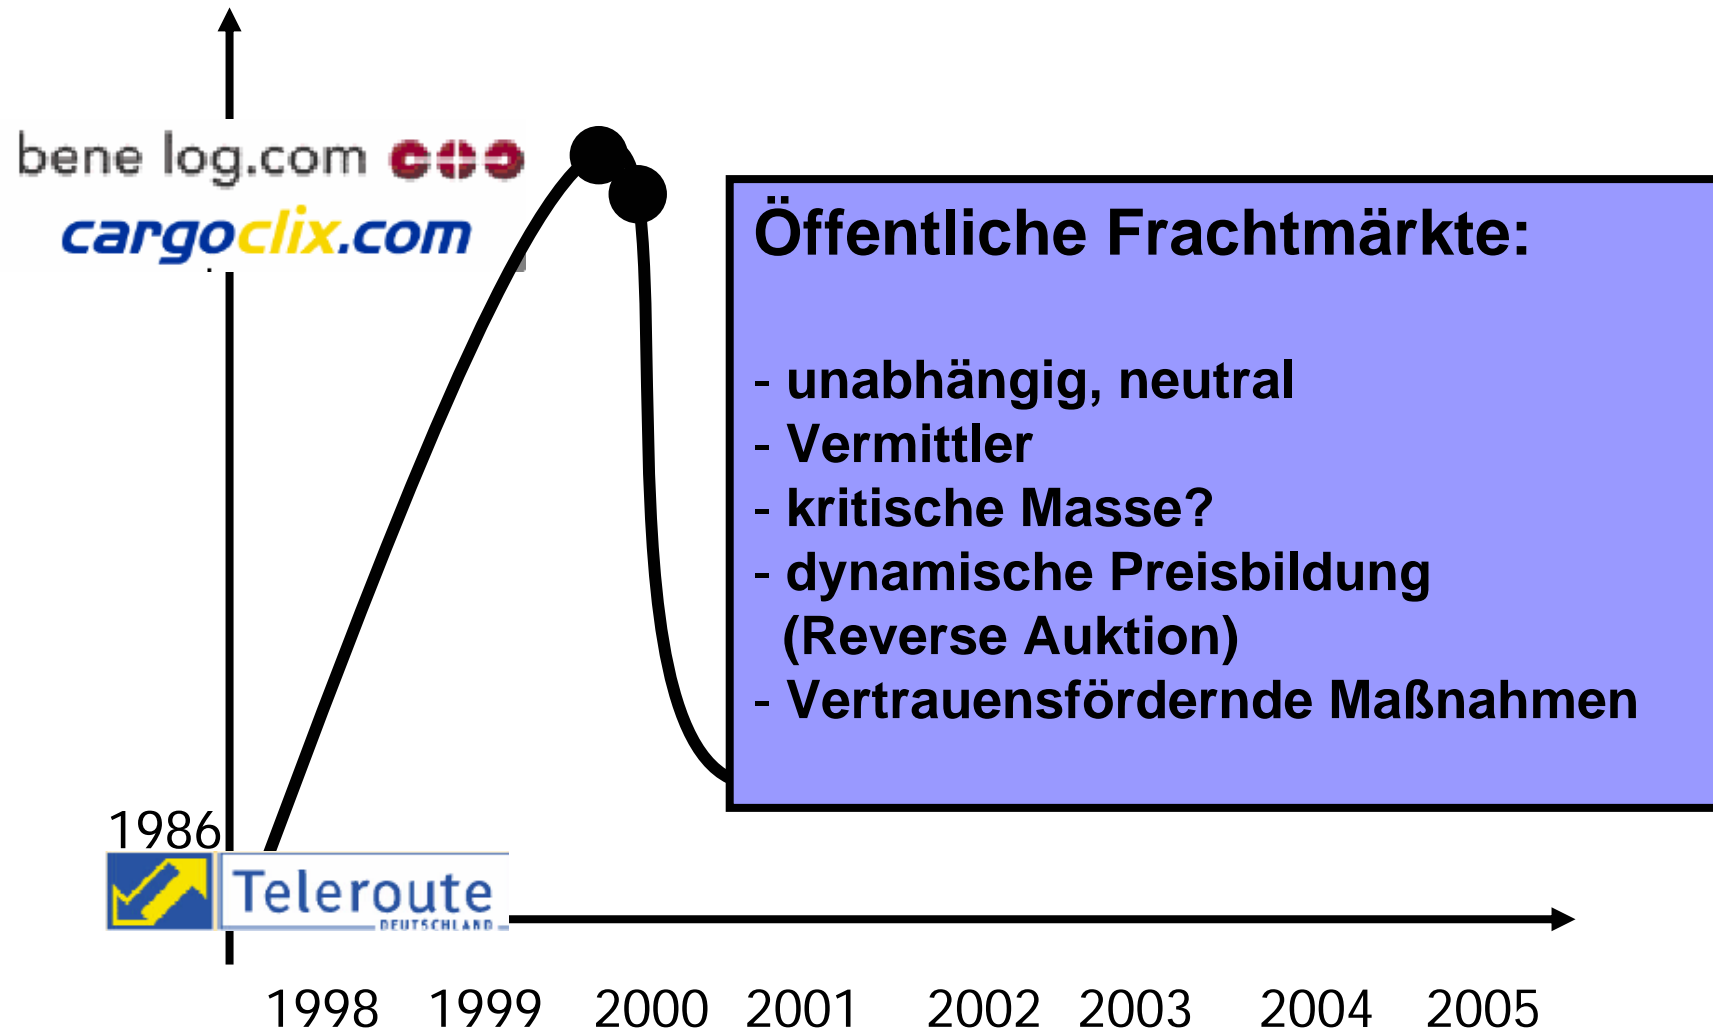 bene log.com
cargoclix.com
Öffentliche Frachtmärkte:
- unabhängig, neutral
- Vermittler
- kritische Masse?
- dynamische Preisbildung
(Reverse Auktion)
- Vertrauensfördernde Maßnahmen
1986
Teleroute
DEUTSCHLAND
1998 1999 2000 2001 2002 2003 2004 2005